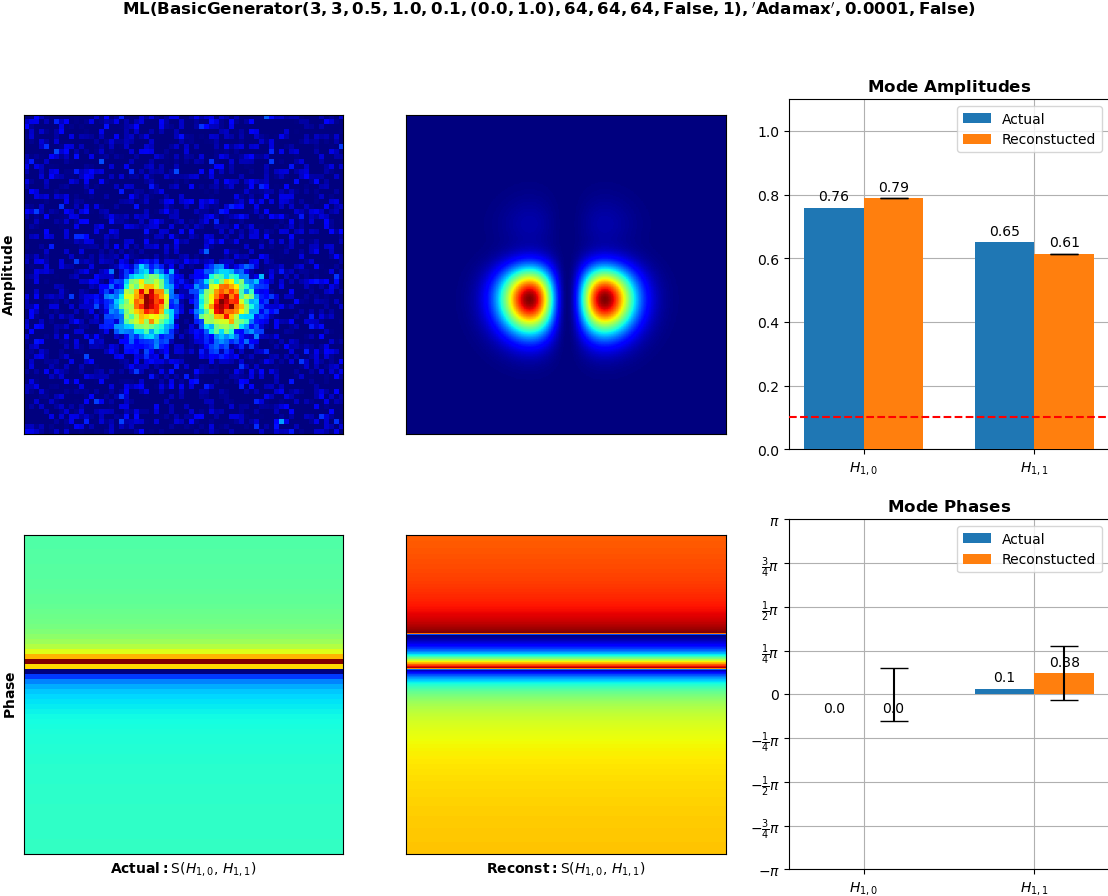 ML(BasicGenerator(3, 3, 0.5, 1.0, 0.1, (0.0, 1.0), 64, 64, 64, False, 1), 'Adamax', 0.0001, False)
Amplitude
Mode Amplitudes
Actual
Reconstucted
1.0
0.8
0.6
0.4
0.2
0.0
0.76
0.79
0.65
0.61
H1,0
H1,1
Phase
Actual: S(H1,0, H1,1)
Reconst: S(H1,0, H1,1)
Mode Phases
Actual
Reconstucted
π
3/4π
1/2π
1/4π
0
−1/4π
−1/2π
−3/4π
−π
0.0
0.0
0.1
0.38
H1,0
H1,1